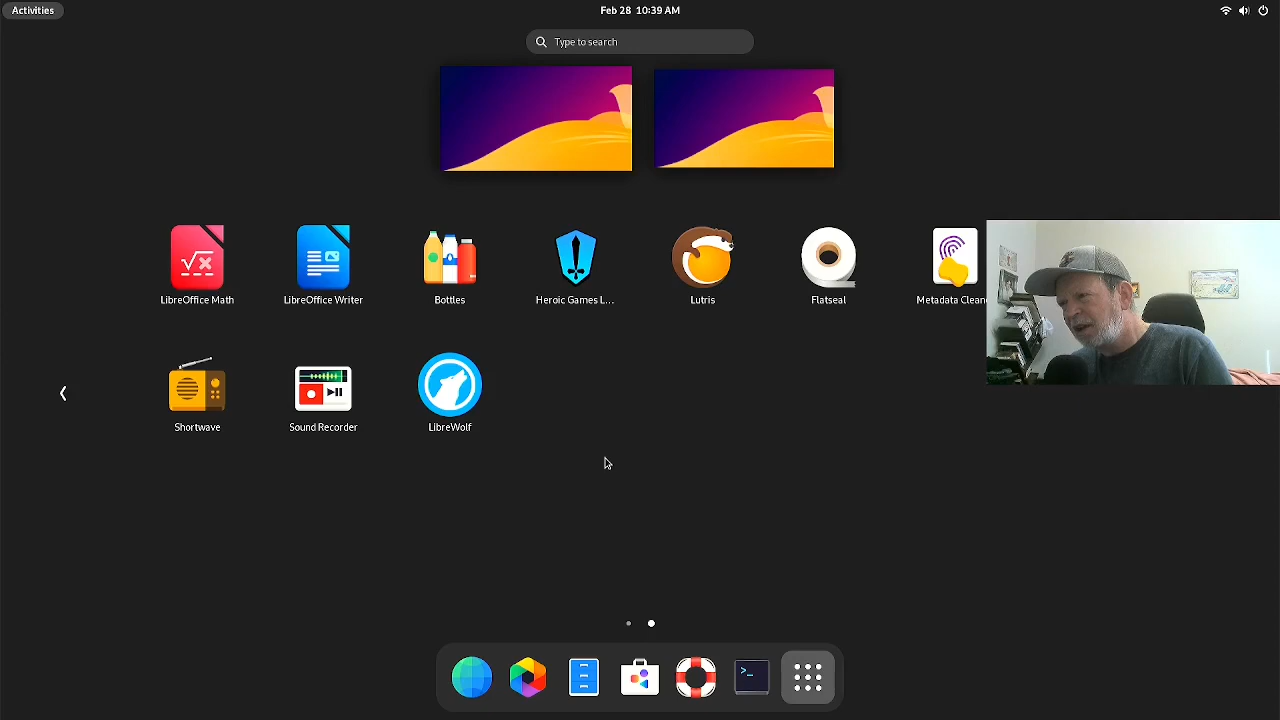 Activities
Feb 28 10:39 AM
Type to search
LibreOffice Math
LibreOffice Writer
Bottles
Heroic Games L...
Lutris
Flatseal
Metadata Clean
Shortwave
Sound Recorder
LibreWolf
>_